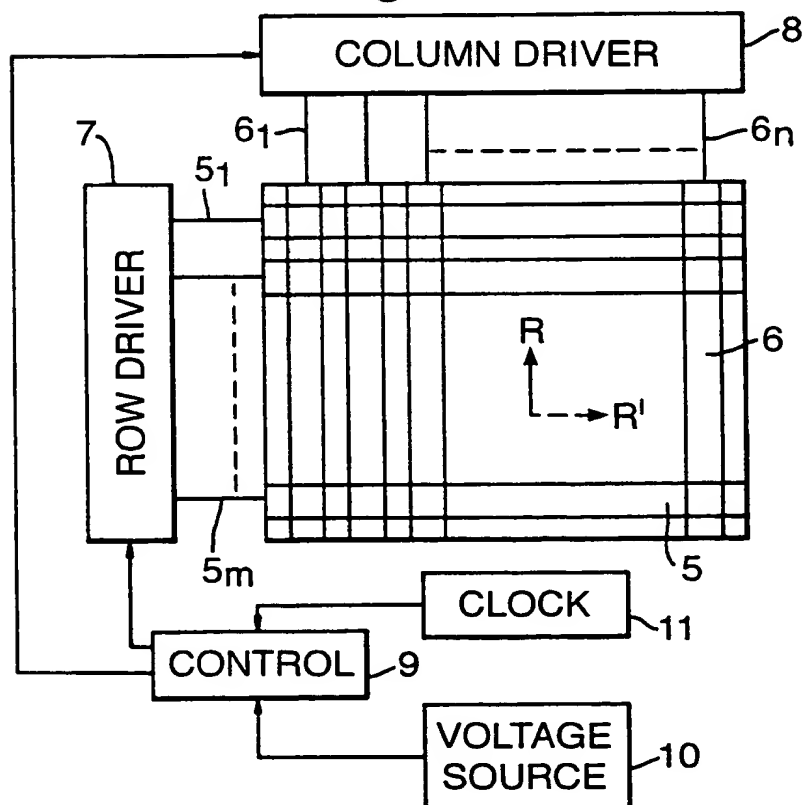 COLUMN DRIVER
8
6₁
6n
7
5₁
ROW DRIVER
R
6
R'
5m
5
CLOCK
11
CONTROL
9
VOLTAGE
SOURCE
10